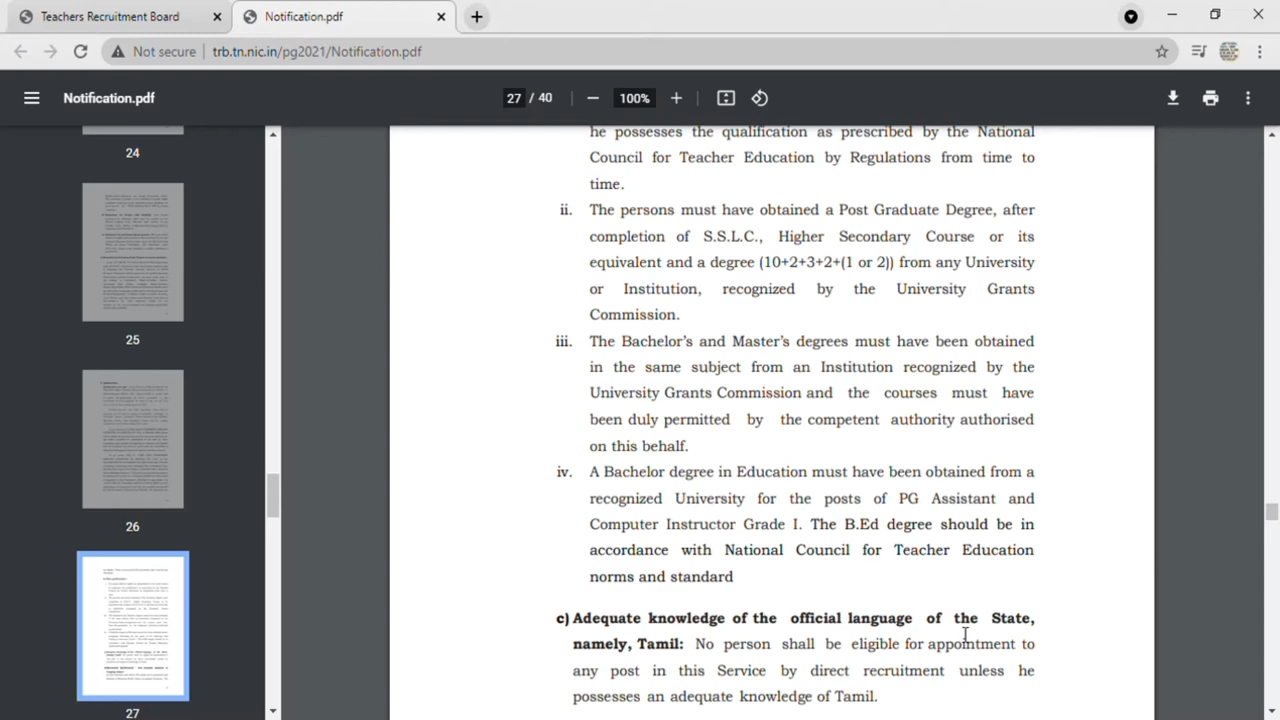 Teachers Recruitment Board
Notification.pdf
Not secure
trb.tn.nic.in/pg2021/Notification.pdf
Notification.pdf
27 / 40
100%
24
25
26
27
he possesses the qualification as prescribed by the National
Council for Teacher Education by Regulations from time to
time.
ii. The persons must have obtained a Post Graduate Degree, after
completion of S.S.L.C., Higher Secondary Course or its
equivalent and a degree (10+2+3+2+(1 or 2)) from any University
or Institution, recognized by the University Grants
Commission.
iii. The Bachelor's and Master's degrees must have been obtained
in the same subject from an Institution recognized by the
University Grants Commission and the courses must have
been duly permitted by the competent authority authorised
on this behalf.
iv. A Bachelor degree in Education must have been obtained from a
recognized University for the posts of PG Assistant and
Computer Instructor Grade I. The B.Ed degree should be in
accordance with National Council for Teacher Education
norms and standard
c) Adequate knowledge of the official language of the State,
namely, Tamil: No person shall be eligible for appointment to
any post in this Service by direct recruitment unless he
possesses an adequate knowledge of Tamil.